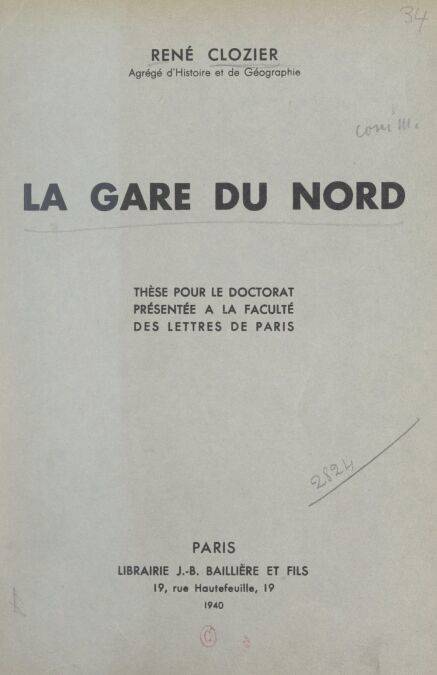 34
RENÉ CLOZIER
Agrégé d'Histoire et de Géographie
LA GARE DU NORD
THÈSE POUR LE DOCTORAT
PRÉSENTÉE A LA FACULTÉ
DES LETTRES DE PARIS
2824
PARIS
LIBRAIRIE J.-B. BAILLIÈRE ET FILS
19, rue Hautefeuille, 19
1940